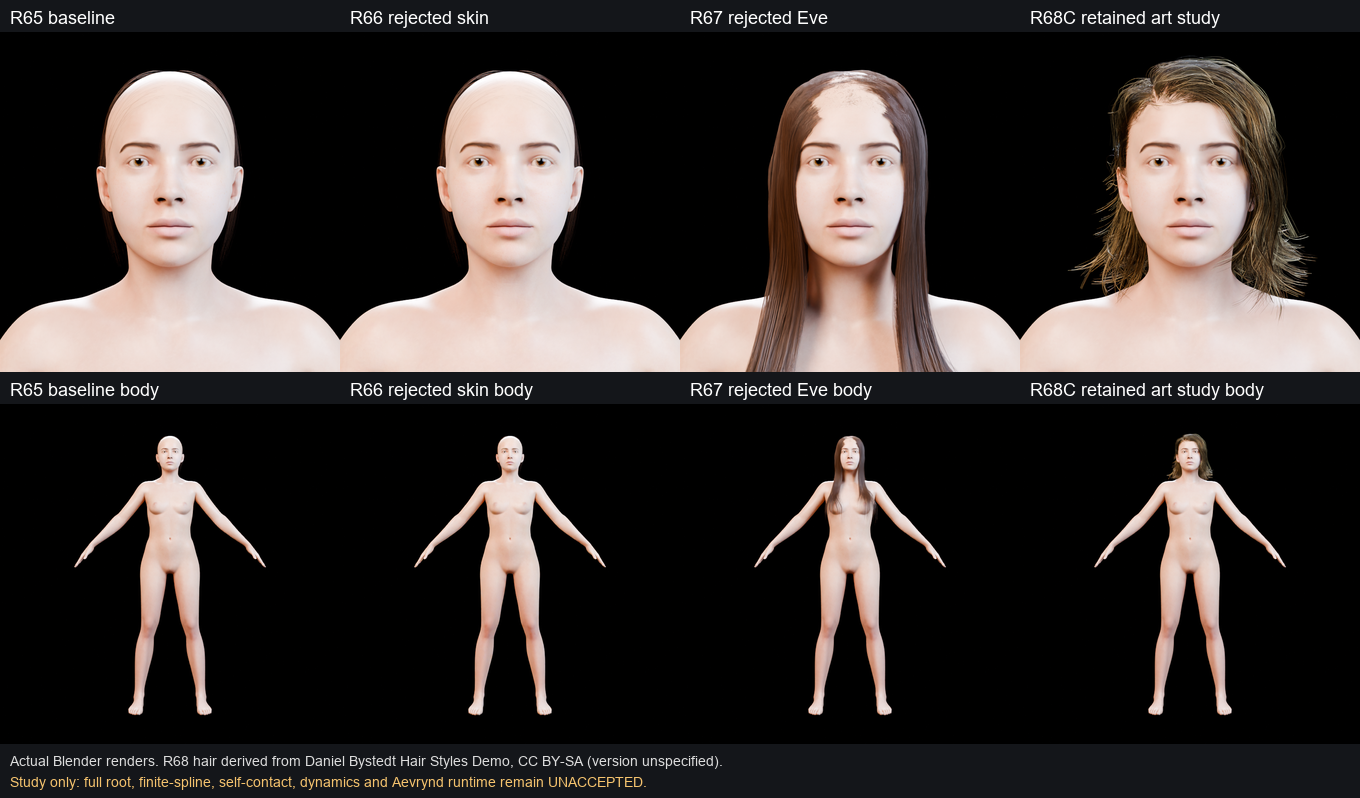 R65 baseline
R66 rejected skin
R67 rejected Eve
R68C retained art study
R65 baseline body
R66 rejected skin body
R67 rejected Eve body
R68C retained art study body
Actual Blender renders. R68 hair derived from Daniel Bystedt Hair Styles Demo, CC BY-SA (version unspecified).
Study only: full root, finite-spline, self-contact, dynamics and Aevrynd runtime remain UNACCEPTED.